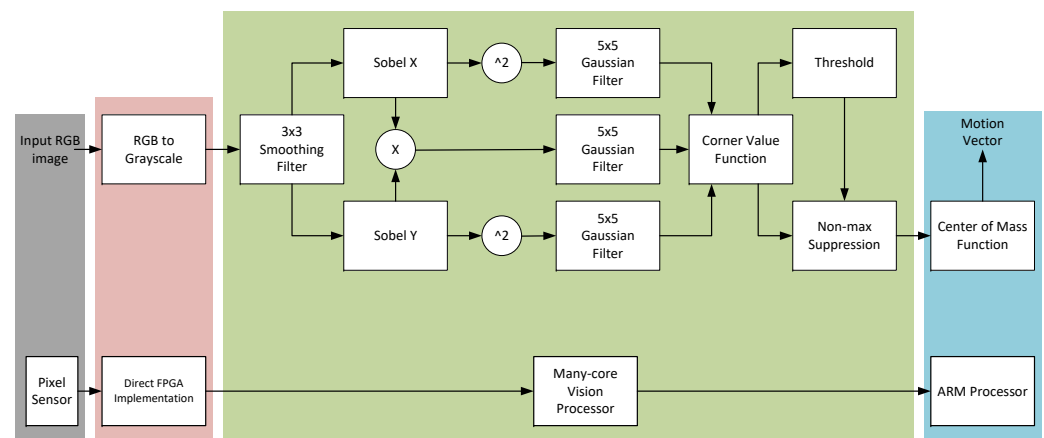 Input RGB
image
RGB to
Grayscale
3x3
Smoothing
Filter
Sobel X
^2
5x5
Gaussian
Filter
X
5x5
Gaussian
Filter
Sobel Y
^2
5x5
Gaussian
Filter
Corner Value
Function
Threshold
Non-max
Suppression
Motion
Vector
Center of Mass
Function
Pixel
Sensor
Direct FPGA
Implementation
Many-core
Vision
Processor
ARM Processor